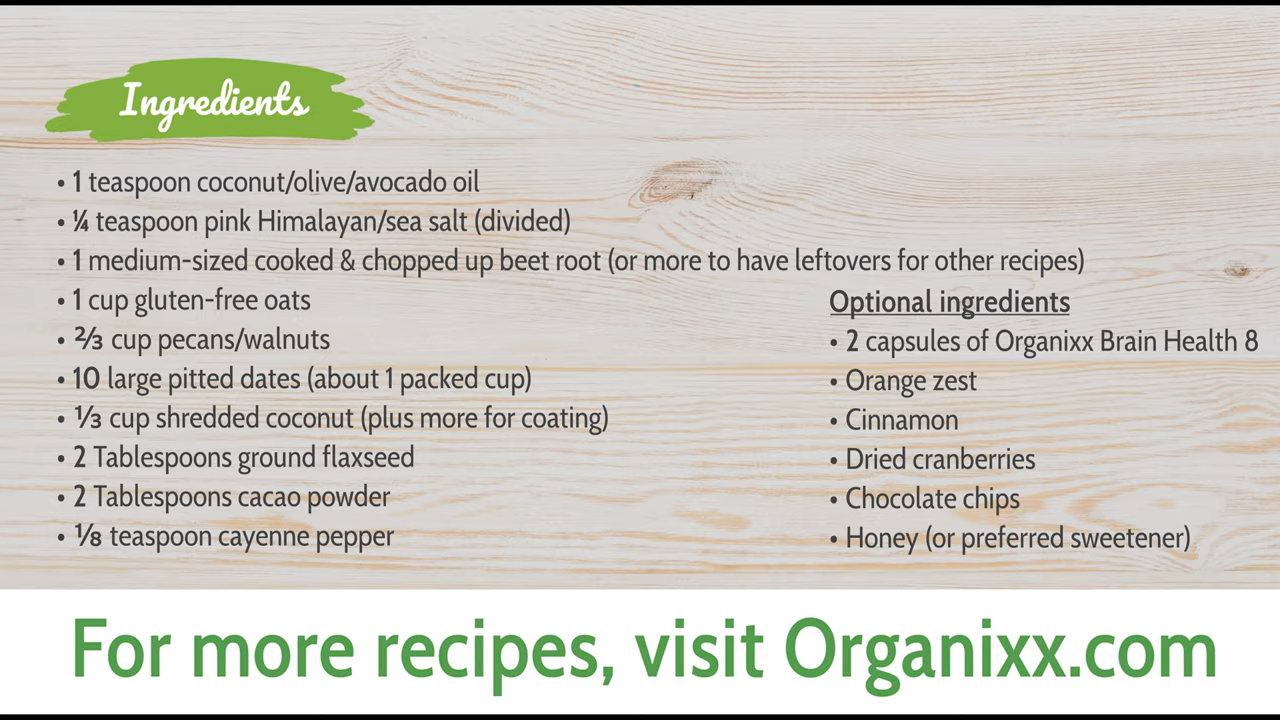 Ingredients
• 1 teaspoon coconut/olive/avocado oil
• ¼ teaspoon pink Himalayan/sea salt (divided)
• 1 medium-sized cooked & chopped up beet root (or more to have leftovers for other recipes)
• 1 cup gluten-free oats
• ⅔ cup pecans/walnuts
• 10 large pitted dates (about 1 packed cup)
• ⅓ cup shredded coconut (plus more for coating)
• 2 Tablespoons ground flaxseed
• 2 Tablespoons cacao powder
• ⅛ teaspoon cayenne pepper
Optional ingredients
• 2 capsules of Organixx Brain Health 8
• Orange zest
• Cinnamon
• Dried cranberries
• Chocolate chips
• Honey (or preferred sweetener)
For more recipes, visit Organixx.com